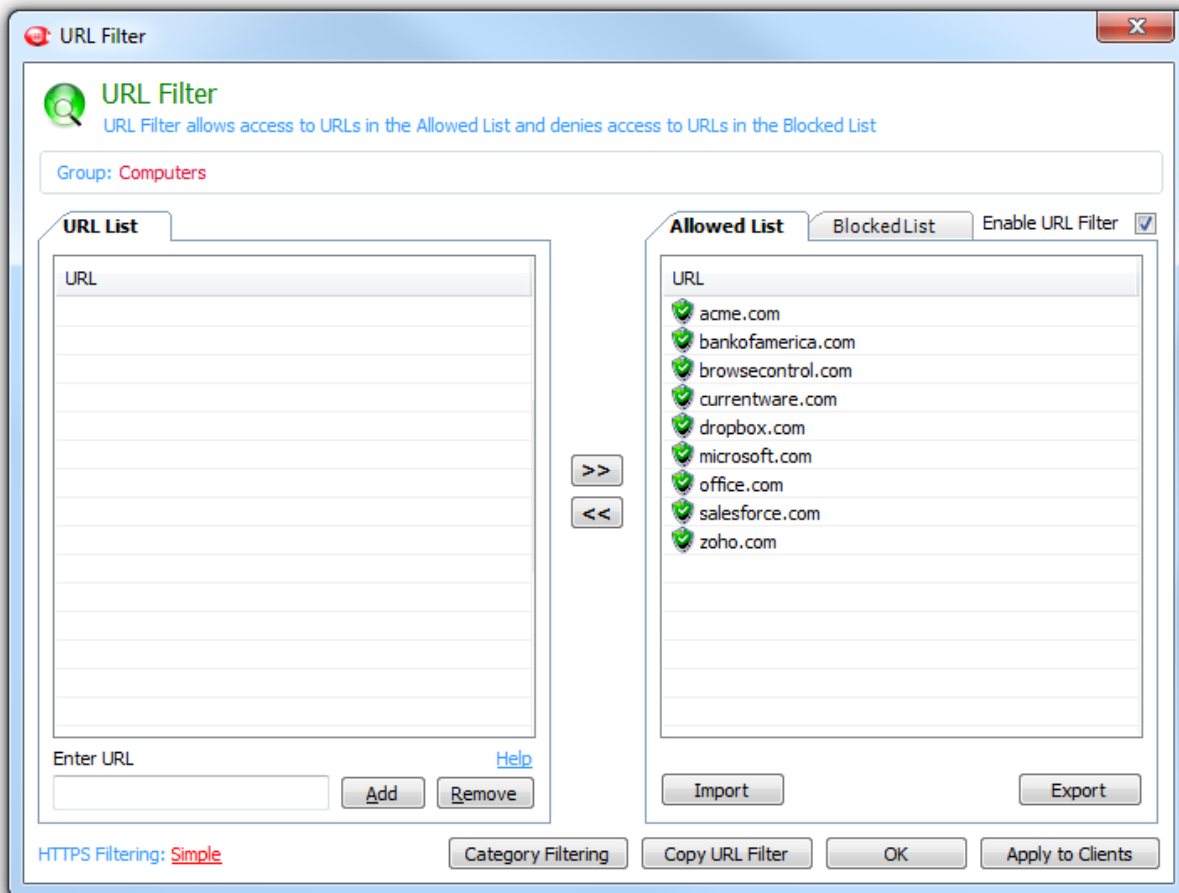 URL Filter
X
URL Filter
URL Filter allows access to URLs in the Allowed List and denies access to URLs in the Blocked List
Group: Computers
URL List
Allowed List
Blocked List
Enable URL Filter
URL
URL
acme.com
bankofamerica.com
browsecontrol.com
currentware.com
dropbox.com
microsoft.com
office.com
salesforce.com
zoho.com
>>
<<
Enter URL
Help
Add
Remove
Import
Export
HTTPS Filtering: Simple
Category Filtering
Copy URL Filter
OK
Apply to Clients